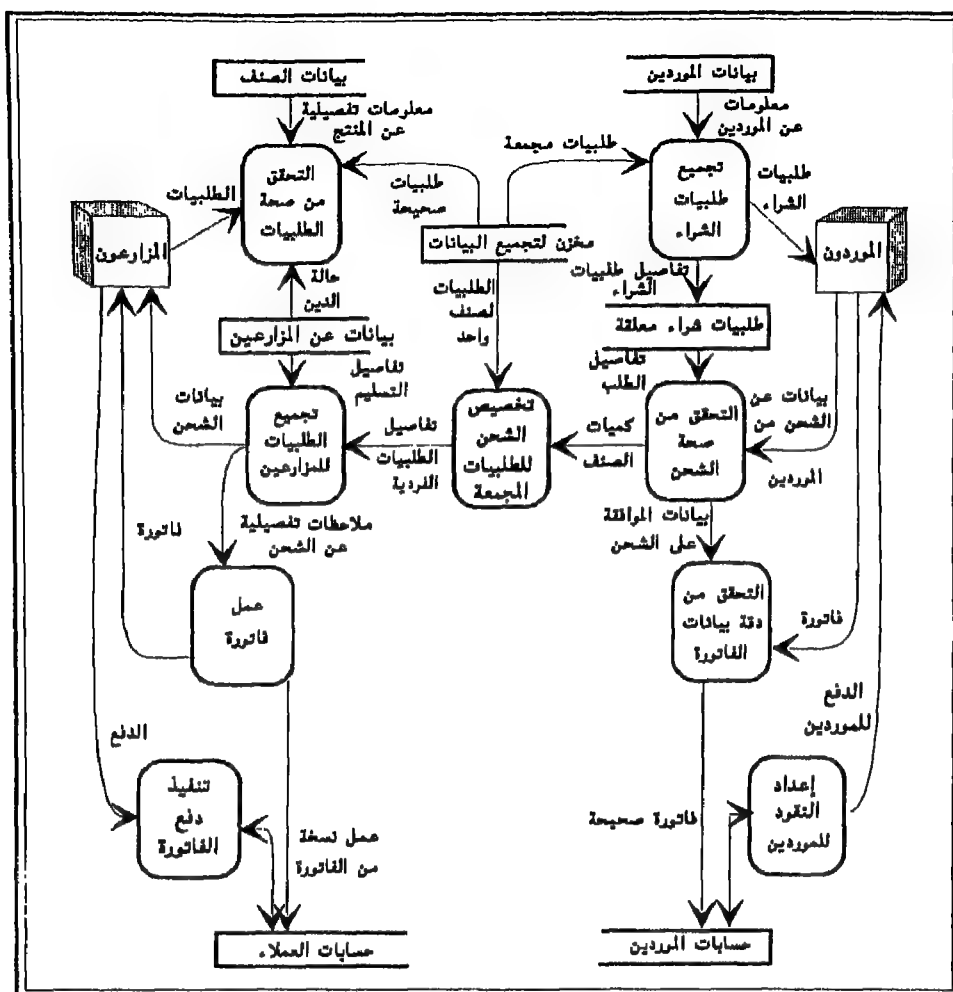 بيانات الموردين
بيانات الصنف
معلومات
عن الموردين
معلومات تفصيلية
عن المنتج
طلبيات مجمعة
تجميع
طلبيات
الشراء
طلبيات
الشراء
التحقق
من صحة
الطلبيات
طلبيات
صحيحة
الطلبيات
الموردون
المزارعون
مخزن لتجميع البيانات
تفاصيل طلبيات
الشراء
حالة
الدين
الطلبيات
لصنف
واحد
طلبيات شراء معلقة
بيانات عن المزارعين
تفاصيل
الطلب
تفاصيل
التسليم
بيانات عن
الشحن من
الموردين
التحقق من
صحة
الشحن
كميات
الصنف
تخصيص
الشحن
للطلبيات
المجمعة
تفاصيل
الطلبيات
الفردية
تجميع
الطلبيات
للمزارعين
بيانات
الشحن
بيانات الموافقة
على الشحن
ملاحظات تفصيلية
عن الشحن
فاتورة
التحقق من
دقة بيانات
الفاتورة
فاتورة
عمل
فاتورة
الدفع
للموردين
الدفع
إعداد
النقود
للموردين
فاتورة صحيحة
تنفيذ
دفع
الفاتورة
عمل نسخة
من الفاتورة
حسابات الموردين
حسابات العملاء